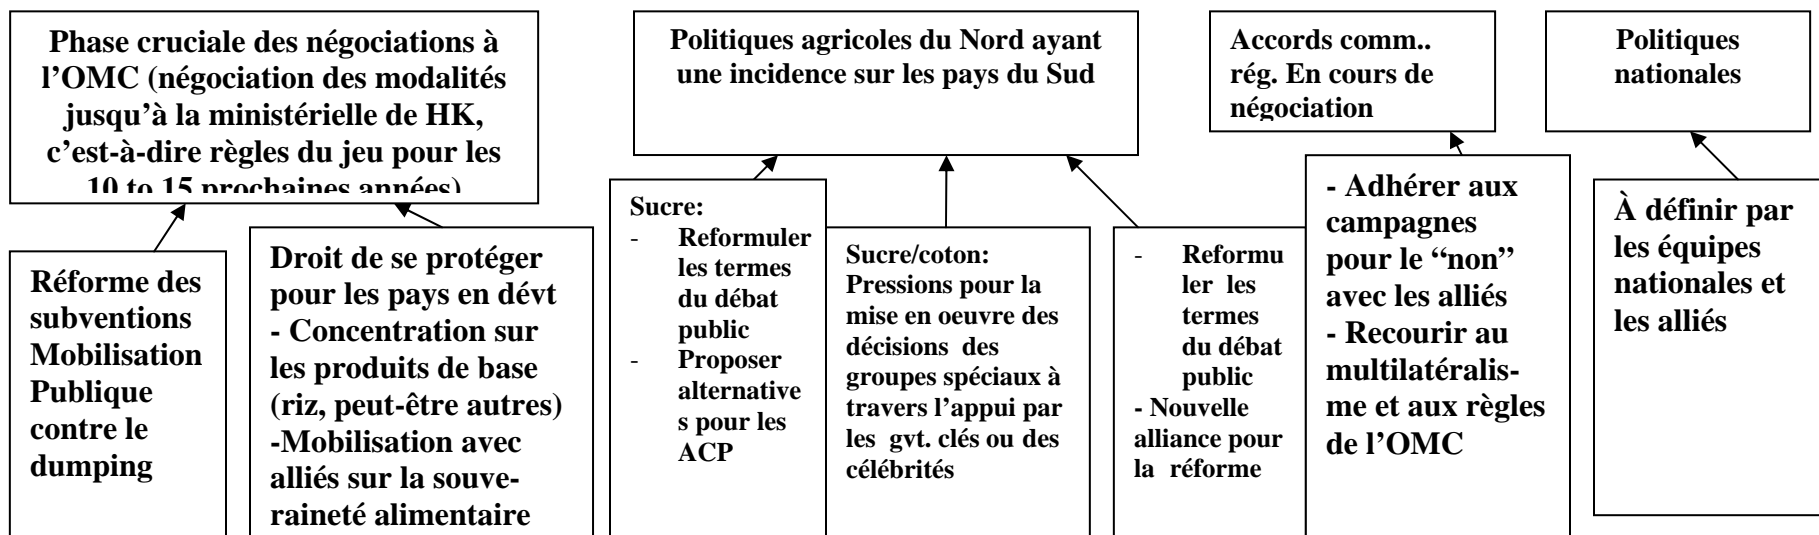 Phase cruciale des négociations à
l’OMC (négociation des modalités
jusqu’à la ministérielle de HK,
c’est-à-dire règles du jeu pour les
10 to 15 prochaines années)
Politiques agricoles du Nord ayant
une incidence sur les pays du Sud
Accords comm..
rég. En cours de
négociation
Politiques
nationales
Réforme des
subventions
Mobilisation
Publique
contre le
dumping
Droit de se protéger
pour les pays en dévt
- Concentration sur
les produits de base
(riz, peut-être autres)
-Mobilisation avec
alliés sur la souve-
raineté alimentaire
Sucre:
- Reformuler
les termes
du débat
public
- Proposer
alternative
s pour les
ACP
Sucre/coton:
Pressions pour la
mise en oeuvre des
décisions des
groupes spéciaux à
travers l’appui par
les gvt. clés ou des
célébrités
- Reformu
ler les
termes
du débat
public
- Nouvelle
alliance pour
la réforme
- Adhérer aux
campagnes
pour le “non”
avec les alliés
- Recourir au
multilatéralis-
me et aux règles
de l’OMC
À définir par
les équipes
nationales et
les alliés